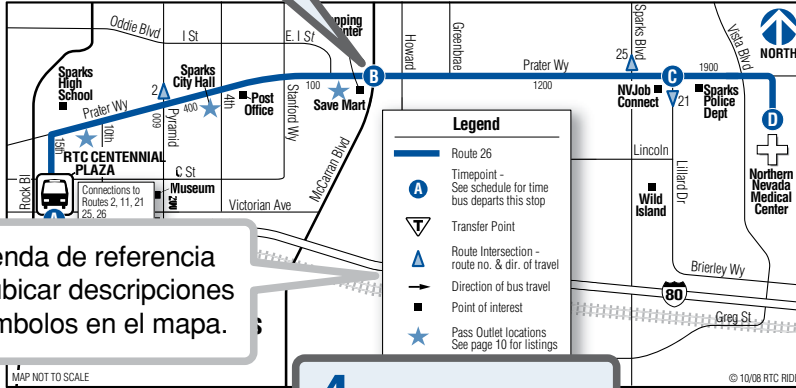 Oddie Blvd
I St
E. I St
pping
nter
Howard
Greenbrae
Sparks Blvd
Vista Blvd
NORTH
25
Sparks
High
School
Sparks
City Hall
2
Prater Wy
400
4th
Post
Office
Stanford Wy
100
Save Mart
B
Prater Wy
1200
C
1900
NVJob
Connect
21
Sparks
Police
Dept
D
Northern
Nevada
Medical
Center
15th
10th
600
Pyramid
RTC CENTENNIAL
PLAZA
C St
Rock Bl
A
Connections to
Routes 2, 11, 21
25, 26
Museum
Victorian Ave
McCarran Blvd
Lincoln
Lillard Dr
Wild
Island
Brierley Wy
80
Greg St
Legend
Route 26
A
Timepoint -
See schedule for time
bus departs this stop
T
Transfer Point
Route Intersection -
route no. & dir. of travel
Direction of bus travel
Point of interest
Pass Outlet locations
See page 10 for listings
enda de referencia
ubicar descripciones
mbolos en el mapa.
s
4
MAP NOT TO SCALE
© 10/08 RTC RIDE